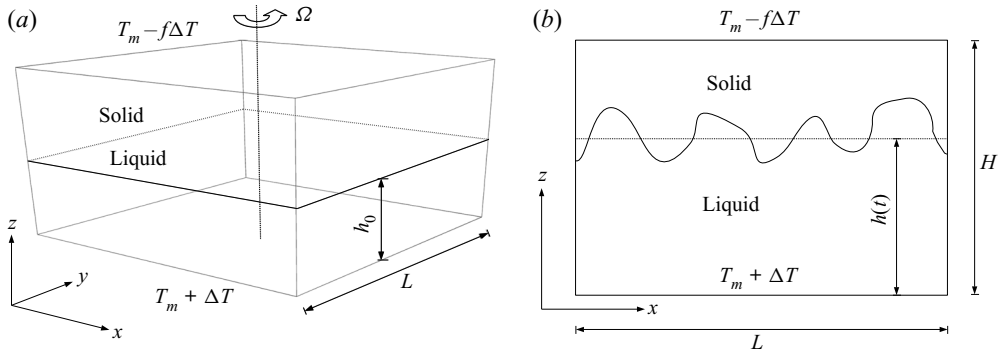 (a)
Ω
T_m − fΔT
Solid
Liquid
h_0
z
y
x
L
T_m + ΔT
(b)
T_m − fΔT
Solid
z
H
Liquid
h(t)
T_m + ΔT
x
L